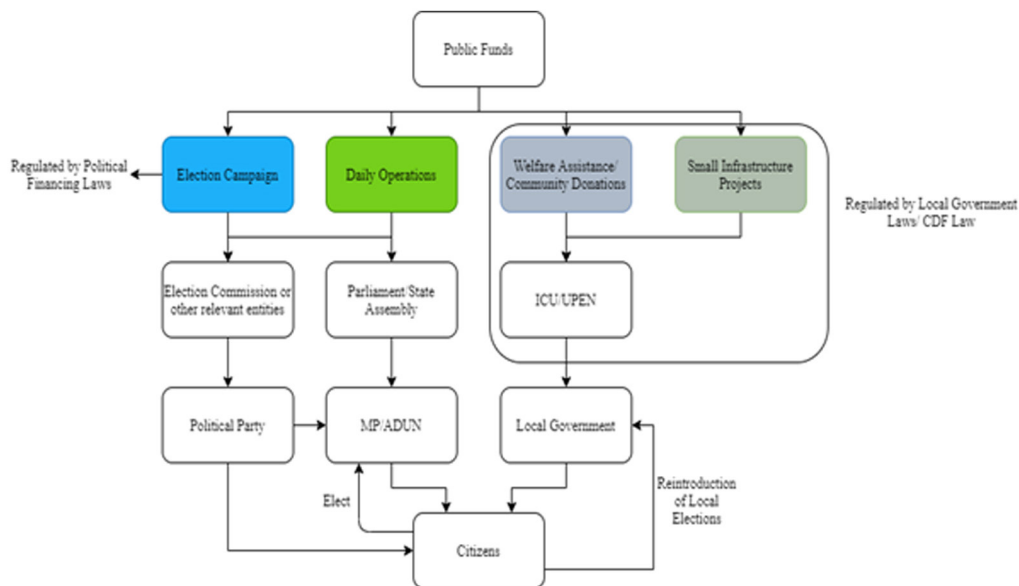 Public Funds
Regulated by Political
Financing Laws
Election Campaign
Daily Operations
Welfare Assistance/
Community Donations
Small Infrastructure
Projects
Regulated by Local Government
Laws/ CDF Law
Election Commission or
other relevant entities
Parliament/State
Assembly
ICU/UPEN
Political Party
MP/ADUN
Local Government
Elect
Reintroduction
of Local
Elections
Citizens